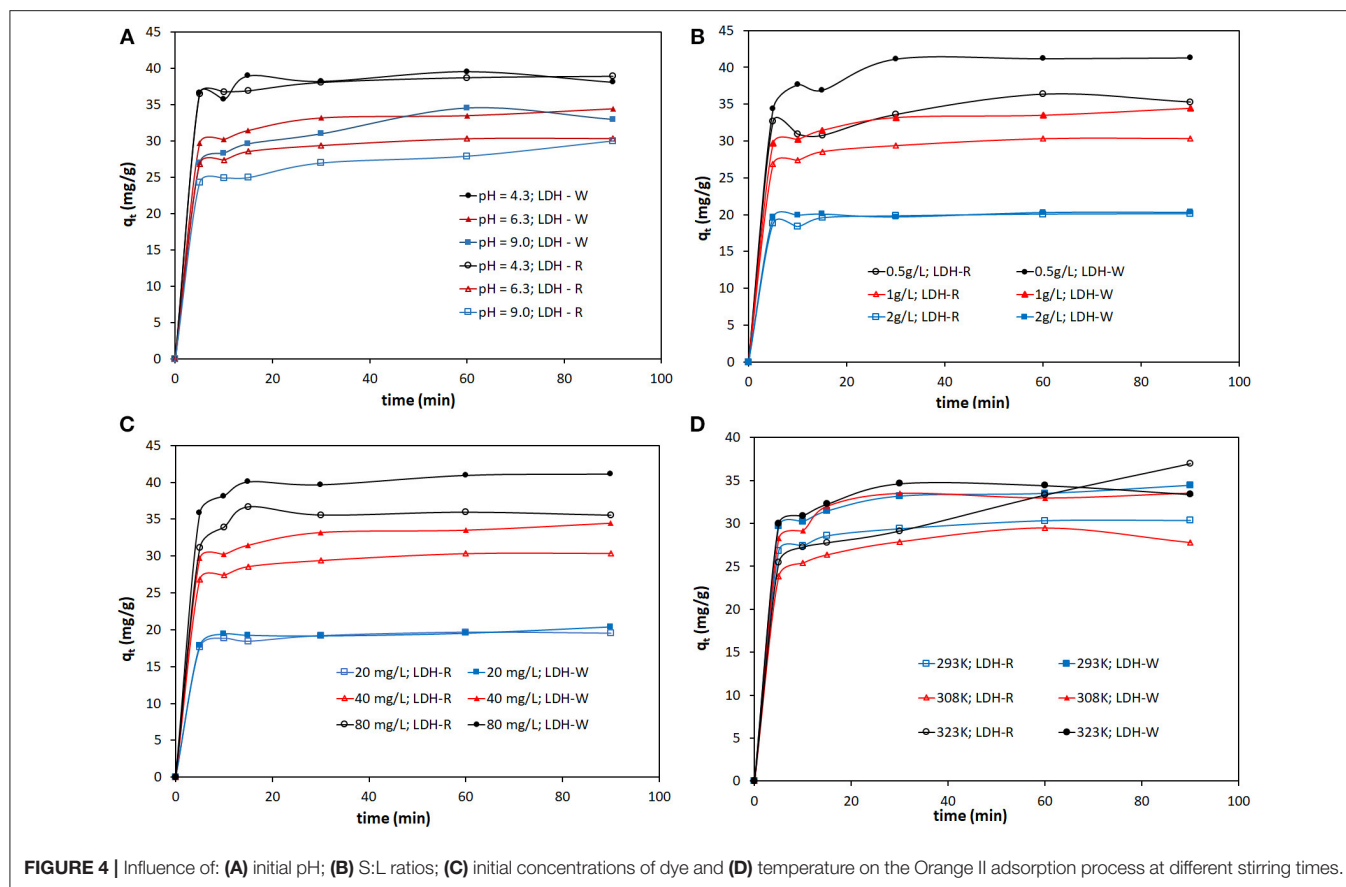 A
45
40
35
30
25
20
15
10
5
0
qt (mg/g)
pH = 4.3; LDH - W
pH = 6.3; LDH - W
pH = 9.0; LDH - W
pH = 4.3; LDH - R
pH = 6.3; LDH - R
pH = 9.0; LDH - R
0 20 40 60 80 100
time (min)
B
45
40
35
30
25
20
15
10
5
0
qt (mg/g)
0.5g/L; LDH-R 0.5g/L; LDH-W
1g/L; LDH-R 1g/L; LDH-W
2g/L; LDH-R 2g/L; LDH-W
0 20 40 60 80 100
time (min)
C
45
40
35
30
25
20
15
10
5
0
qt (mg/g)
20 mg/L; LDH-R 20 mg/L; LDH-W
40 mg/L; LDH-R 40 mg/L; LDH-W
80 mg/L; LDH-R 80 mg/L; LDH-W
0 20 40 60 80 100
time (min)
D
40
35
30
25
20
15
10
5
0
qt (mg/g)
293K; LDH-R 293K; LDH-W
308K; LDH-R 308K; LDH-W
323K; LDH-R 323K; LDH-W
0 20 40 60 80 100
time (min)
FIGURE 4 | Influence of: (A) initial pH; (B) S:L ratios; (C) initial concentrations of dye and (D) temperature on the Orange II adsorption process at different stirring times.